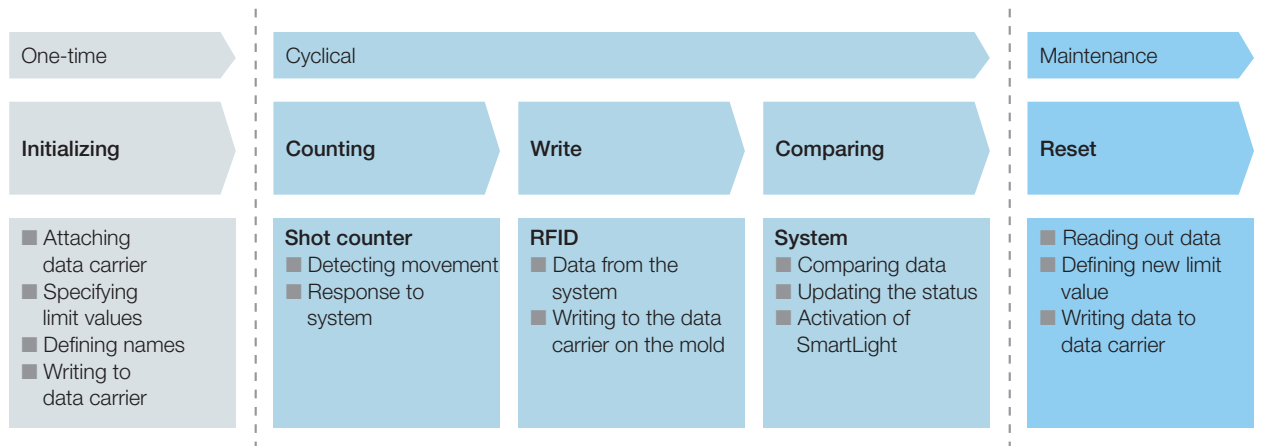 One-time
Cyclical
Maintenance
Initializing
Counting
Write
Comparing
Reset
■ Attaching
data carrier
■ Specifying
limit values
■ Defining names
■ Writing to
data carrier
Shot counter
■ Detecting movement
■ Response to
system
RFID
■ Data from the
system
■ Writing to the data
carrier on the mold
System
■ Comparing data
■ Updating the status
■ Activation of
SmartLight
■ Reading out data
■ Defining new limit
value
■ Writing data to
data carrier